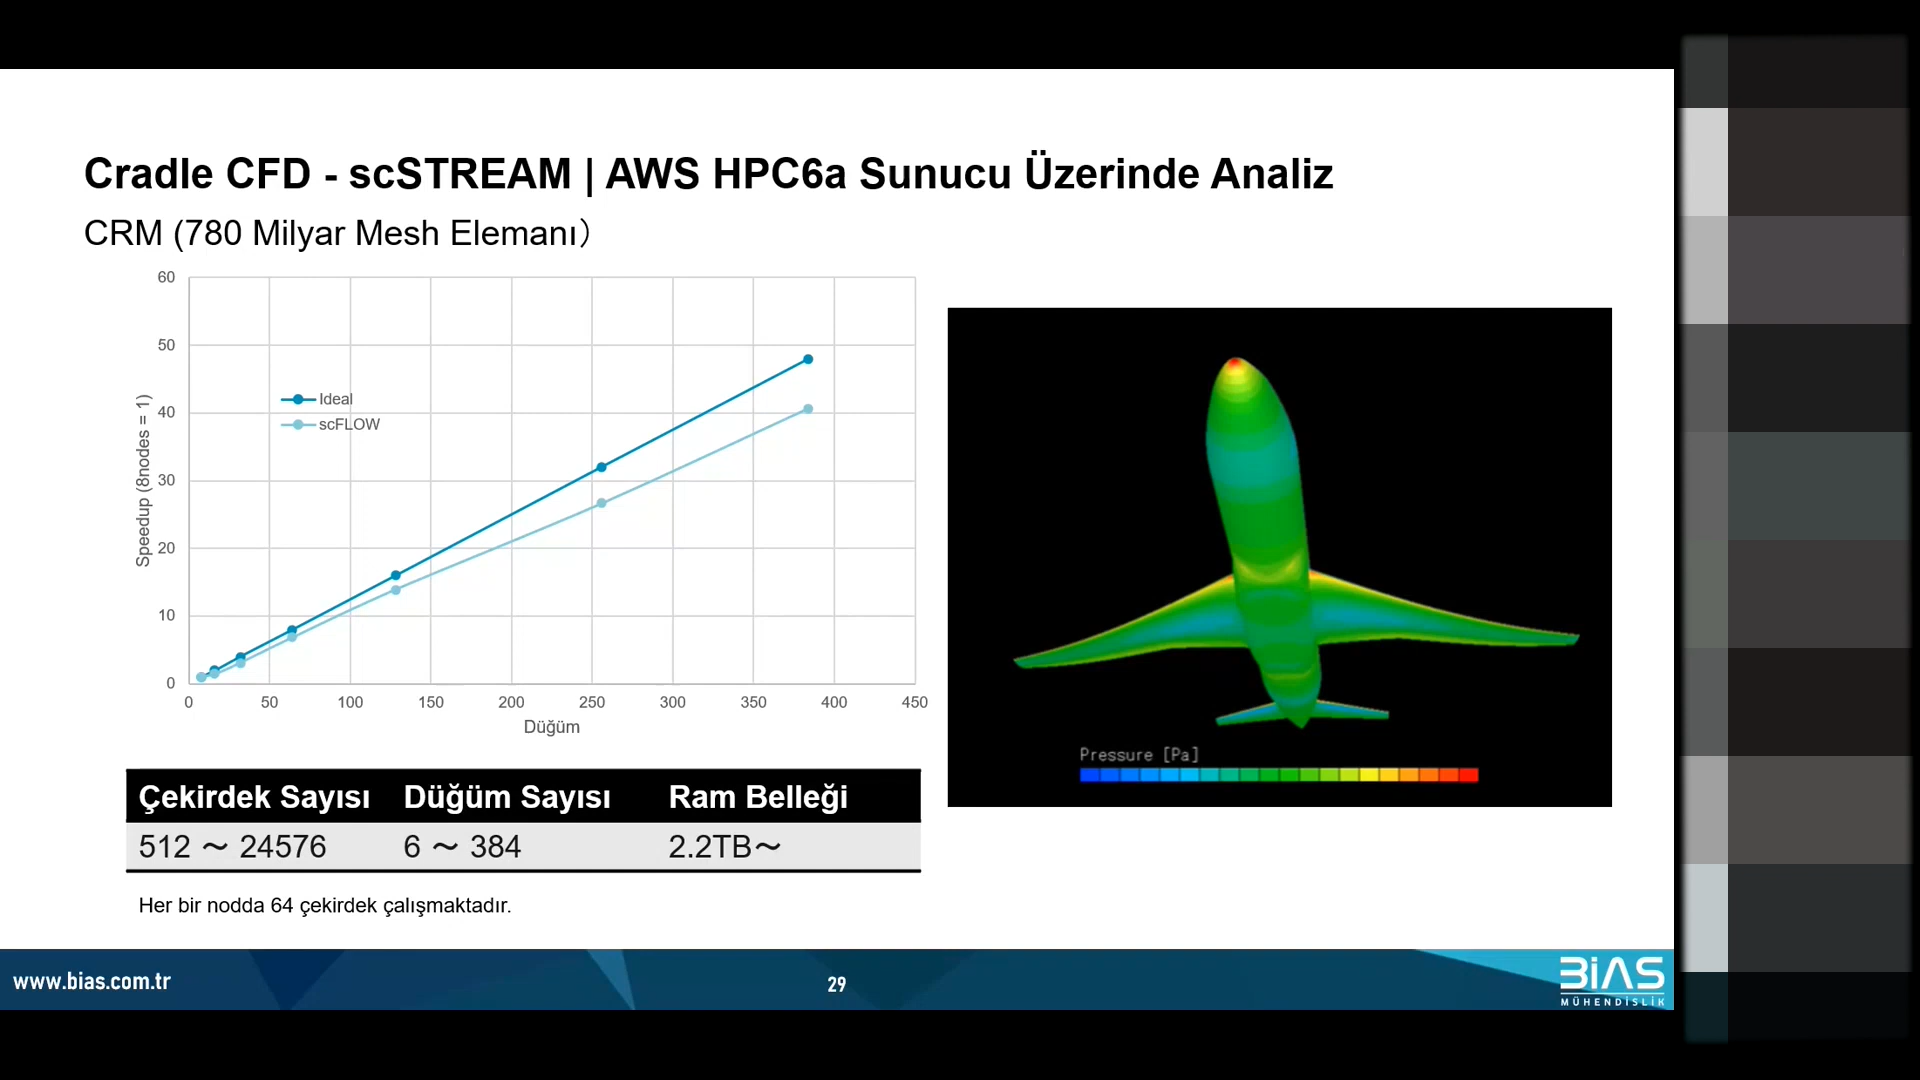 Cradle CFD - scSTREAM | AWS HPC6a Sunucu Üzerinde Analiz
CRM (780 Milyar Mesh Elemanı）
60
50
40
30
20
10
0
Speedup (8nodes = 1)
Ideal
scFLOW
0 50 100 150 200 250 300 350 400 450
Düğüm
Pressure [Pa]
Çekirdek Sayısı Düğüm Sayısı Ram Belleği
512 ～ 24576 6 ～ 384 2.2TB～
Her bir nodda 64 çekirdek çalışmaktadır.
www.bias.com.tr
29
BiAS
MÜHENDİSLİK